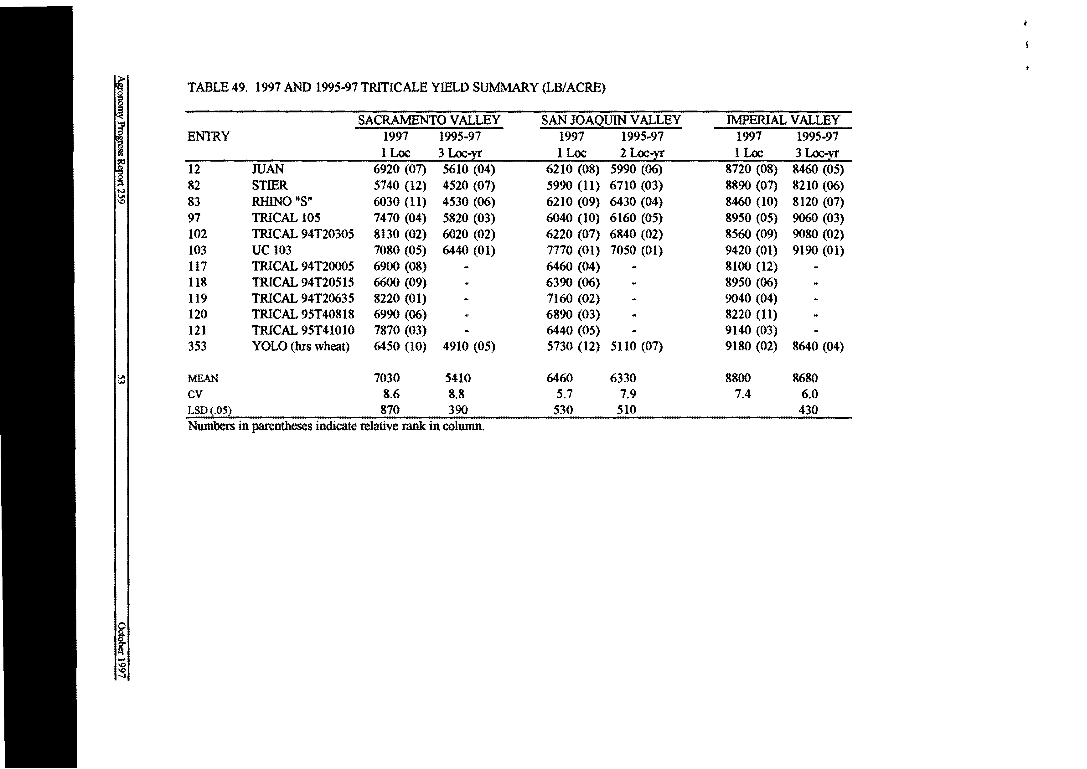 TABLE 49. 1997 AND 1995-97 TRITICALE YIELD SUMMARY (LB/ACRE)
SACRAMENTO VALLEY SAN JOAQUIN VALLEY IMPERIAL VALLEY
ENTRY 1997 1995-97 1997 1995-97 1997 1995-97
1 Loc 3 Loc-yr 1 Loc 2 Loc-yr 1 Loc 3 Loc-yr
12 JUAN 6920 (07) 5610 (04) 6210 (08) 5990 (06) 8720 (08) 8460 (05)
82 STIER 5740 (12) 4520 (07) 5990 (11) 6710 (03) 8890 (07) 8210 (06)
83 RHINO "S" 6030 (11) 4530 (06) 6210 (09) 6430 (04) 8460 (10) 8120 (07)
97 TRICAL 105 7470 (04) 5820 (03) 6040 (10) 6160 (05) 8950 (05) 9060 (03)
102 TRICAL 94T20305 8130 (02) 6020 (02) 6220 (07) 6840 (02) 8560 (09) 9080 (02)
103 UC 103 7080 (05) 6440 (01) 7770 (01) 7050 (01) 9420 (01) 9190 (01)
117 TRICAL 94T20005 6900 (08) - 6460 (04) - 8100 (12) -
118 TRICAL 94T20515 6600 (09) - 6390 (06) - 8950 (06) -
119 TRICAL 94T20635 8220 (01) - 7160 (02) - 9040 (04) -
120 TRICAL 95T40818 6990 (06) - 6890 (03) - 8220 (11) -
121 TRICAL 95T41010 7870 (03) - 6440 (05) - 9140 (03) -
353 YOLO (hrs wheat) 6450 (10) 4910 (05) 5730 (12) 5110 (07) 9180 (02) 8640 (04)
MEAN 7030 5410 6460 6330 8800 8680
CV 8.6 8.8 5.7 7.9 7.4 6.0
LSD (.05) 870 390 530 510 430
Numbers in parentheses indicate relative rank in column.
Agronomy Progress Report 259 53 October 1997